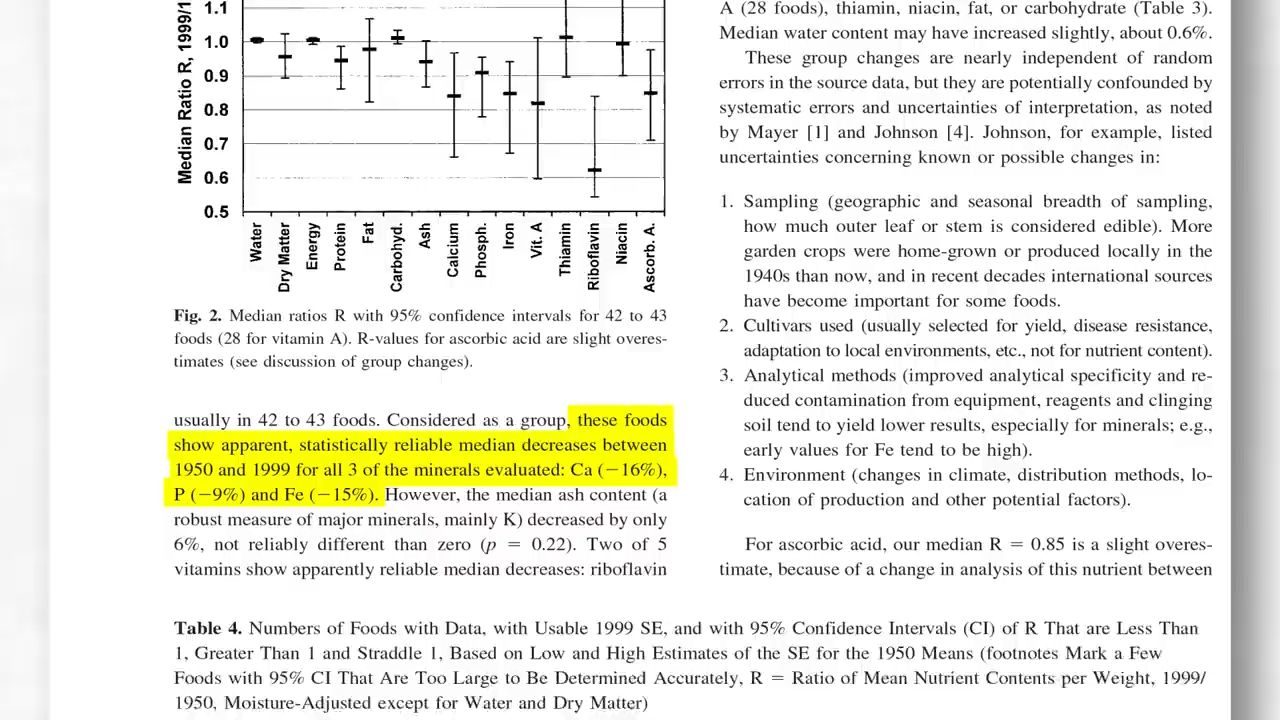 1.1
1.0
0.9
0.8
0.7
0.6
0.5
Median Ratio R, 1999/1
Water
Dry Matter
Energy
Protein
Fat
Carbohyd.
Ash
Calcium
Phosph.
Iron
Vit. A
Thiamin
Riboflavin
Niacin
Ascorb. A.
Fig. 2. Median ratios R with 95% confidence intervals for 42 to 43
foods (28 for vitamin A). R-values for ascorbic acid are slight overes-
timates (see discussion of group changes).
usually in 42 to 43 foods. Considered as a group, these foods
show apparent, statistically reliable median decreases between
1950 and 1999 for all 3 of the minerals evaluated: Ca (−16%),
P (−9%) and Fe (−15%). However, the median ash content (a
robust measure of major minerals, mainly K) decreased by only
6%, not reliably different than zero (p = 0.22). Two of 5
vitamins show apparently reliable median decreases: riboflavin
A (28 foods), thiamin, niacin, fat, or carbohydrate (Table 3).
Median water content may have increased slightly, about 0.6%.
These group changes are nearly independent of random
errors in the source data, but they are potentially confounded by
systematic errors and uncertainties of interpretation, as noted
by Mayer [1] and Johnson [4]. Johnson, for example, listed
uncertainties concerning known or possible changes in:
1. Sampling (geographic and seasonal breadth of sampling,
how much outer leaf or stem is considered edible). More
garden crops were home-grown or produced locally in the
1940s than now, and in recent decades international sources
have become important for some foods.
2. Cultivars used (usually selected for yield, disease resistance,
adaptation to local environments, etc., not for nutrient content).
3. Analytical methods (improved analytical specificity and re-
duced contamination from equipment, reagents and clinging
soil tend to yield lower results, especially for minerals; e.g.,
early values for Fe tend to be high).
4. Environment (changes in climate, distribution methods, lo-
cation of production and other potential factors).
For ascorbic acid, our median R = 0.85 is a slight overes-
timate, because of a change in analysis of this nutrient between
Table 4. Numbers of Foods with Data, with Usable 1999 SE, and with 95% Confidence Intervals (CI) of R That are Less Than
1, Greater Than 1 and Straddle 1, Based on Low and High Estimates of the SE for the 1950 Means (footnotes Mark a Few
Foods with 95% CI That Are Too Large to Be Determined Accurately, R = Ratio of Mean Nutrient Contents per Weight, 1999/
1950, Moisture-Adjusted except for Water and Dry Matter)